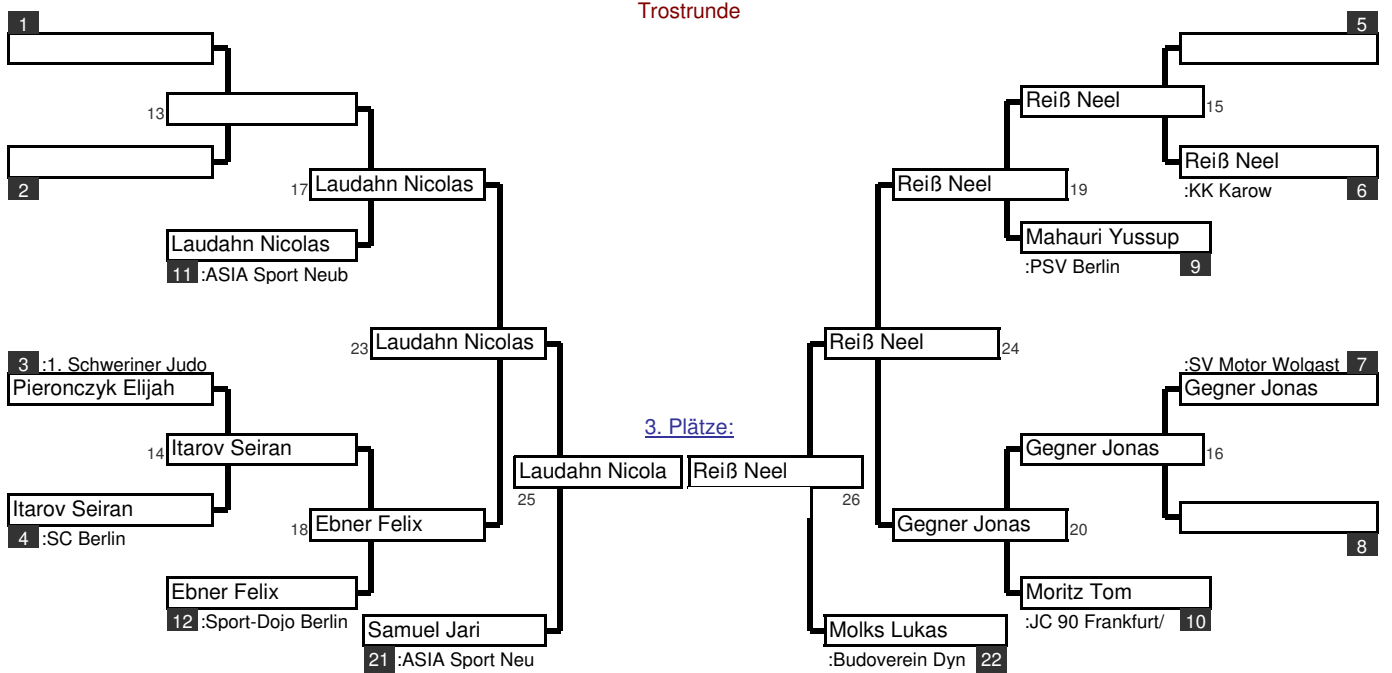 Trostrunde
1
5
13
Reiß Neel
15
2
17
Laudahn Nicolas
Reiß Neel
19
Reiß Neel
:KK Karow
6
Laudahn Nicolas
11 :ASIA Sport Neub
Mahauri Yussup
:PSV Berlin
9
23
Laudahn Nicolas
Reiß Neel
24
3 :1. Schweriner Judo
Pieronczyk Elijah
:SV Motor Wolgast 7
Gegner Jonas
3. Plätze:
14
Itarov Seiran
Gegner Jonas
16
Laudahn Nicola
Reiß Neel
25
26
Itarov Seiran
4 :SC Berlin
18
Ebner Felix
Gegner Jonas
20
8
Ebner Felix
12 :Sport-Dojo Berlin
Moritz Tom
:JC 90 Frankfurt/ 10
Samuel Jari
21 :ASIA Sport Neu
Molks Lukas
:Budoverein Dyn 22